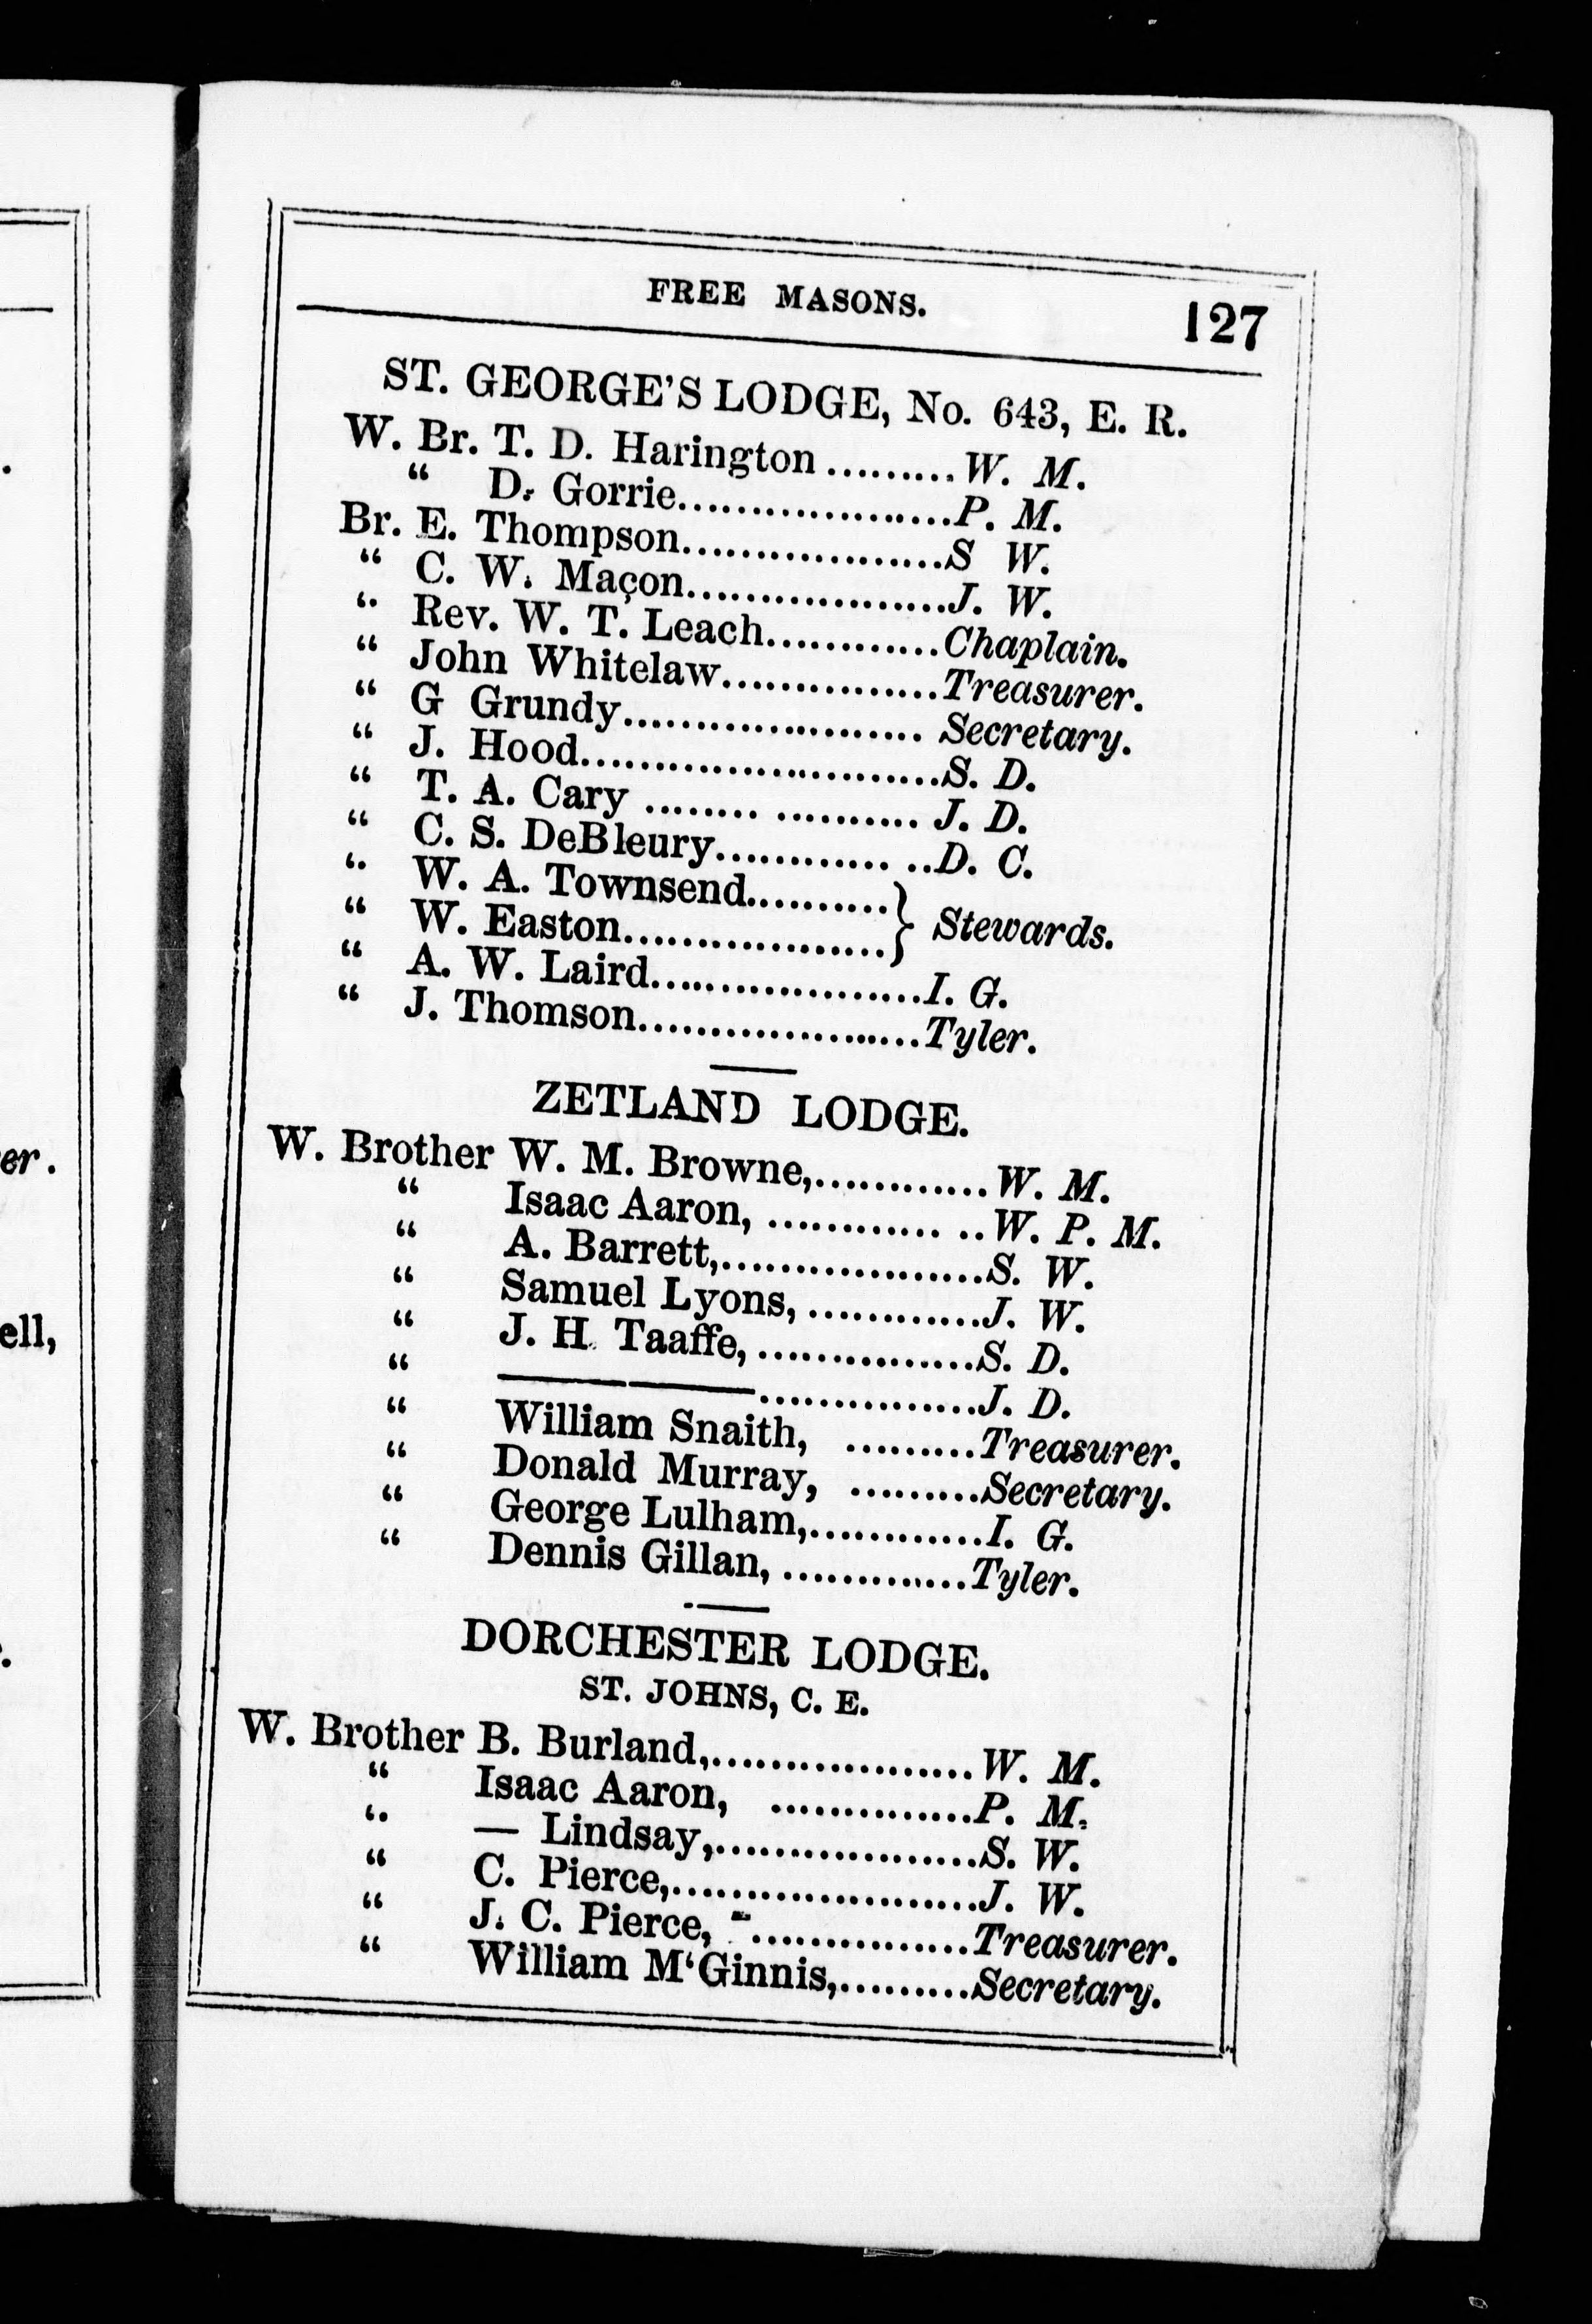 er.
ell,
FREE MASONS. 127
ST. GEORGE'S LODGE, No. 643, E. R.
W. Br. T. D. Harington.........W. M.
“ D. Gorrie...................P. M.
Br. E. Thompson..................S W.
“ C. W. Maçon..................J. W.
“ Rev. W. T. Leach............Chaplain.
“ John Whitelaw...............Treasurer.
“ G Grundy..................... Secretary.
“ J. Hood.........................S. D.
“ T. A. Cary ........ .......... J. D.
“ C. S. DeBleury............ ..D. C.
“ W. A. Townsend..........} Stewards.
“ W. Easton..................}
“ A. W. Laird...................I. G.
“ J. Thomson....................Tyler.
ZETLAND LODGE.
W. Brother W. M. Browne,............W. M.
“ Isaac Aaron, ............ ..W. P. M.
“ A. Barrett,..................S. W.
“ Samuel Lyons, ............J. W.
“ J. H. Taaffe, ...............S. D.
“ ———...............J. D.
“ William Snaith, .........Treasurer.
“ Donald Murray, .........Secretary.
“ George Lulham,............I. G.
“ Dennis Gillan, .............Tyler.
DORCHESTER LODGE.
ST. JOHNS, C. E.
W. Brother B. Burland,..................W. M.
“ Isaac Aaron, ..............P. M.
“ — Lindsay,..................S. W.
“ C. Pierce,.....................J. W.
“ J. C. Pierce, ...............Treasurer.
“ William M‘Ginnis,.........Secretary.